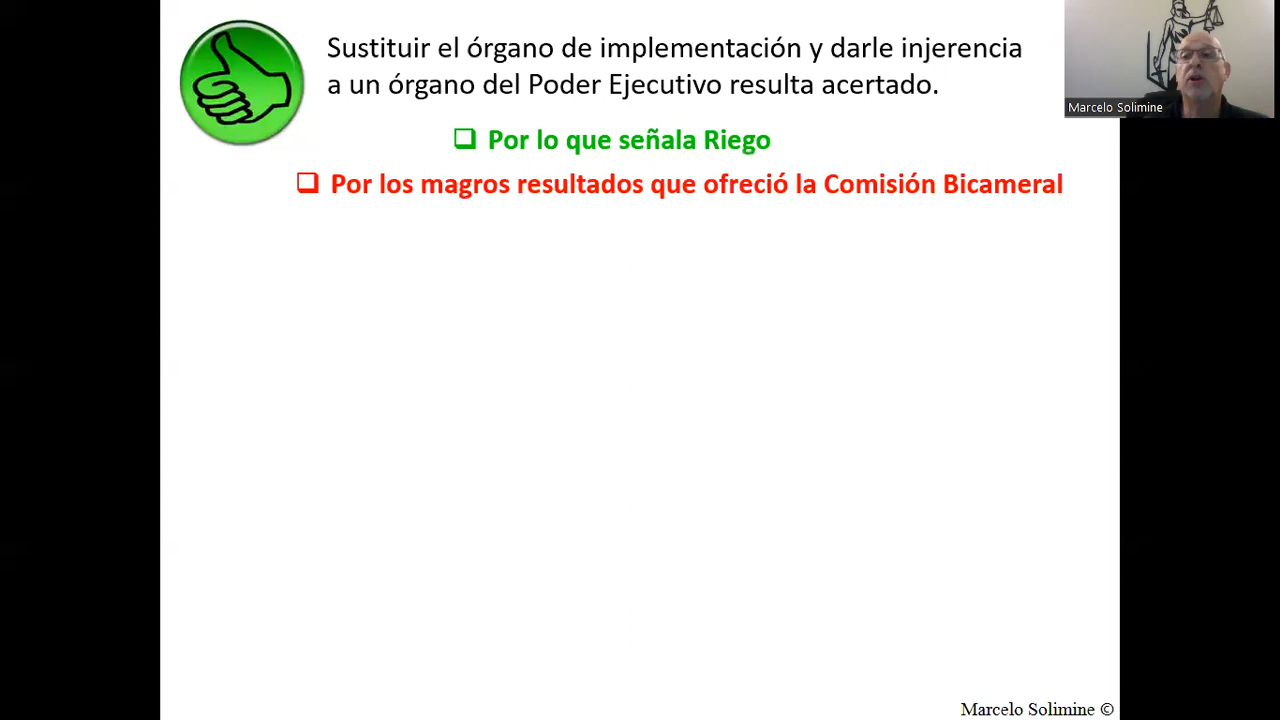 Sustituir el órgano de implementación y darle injerencia
a un órgano del Poder Ejecutivo resulta acertado.
Por lo que señala Riego
Por los magros resultados que ofreció la Comisión Bicameral
Marcelo Solimine
Marcelo Solimine ©